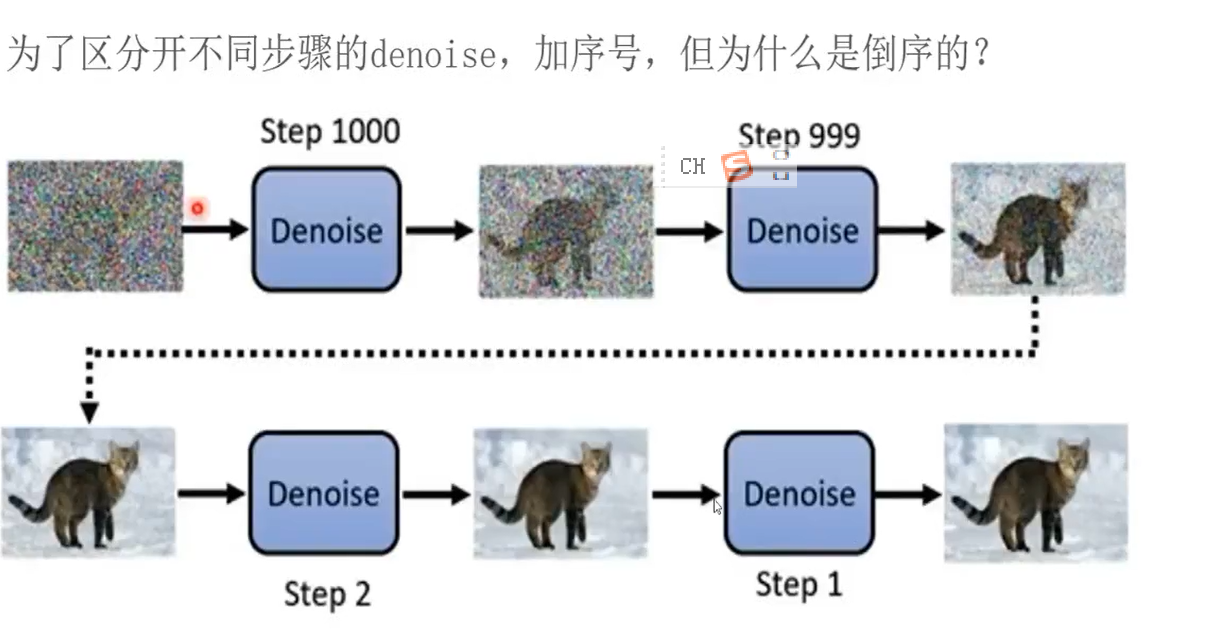 为了区分开不同步骤的denoise，加序号，但为什么是倒序的？
Step 1000
Step 999
CH
Denoise
Denoise
Denoise
Denoise
Step 2
Step 1